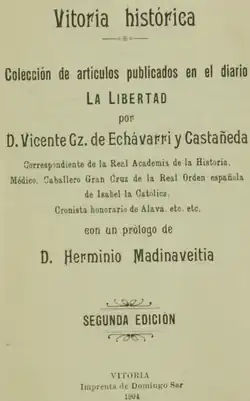 Vitoria histórica
Colección de artículos publicados en el diario
LA LIBERTAD
por
D. Vicente Gz. de Echávarri y Castañeda
Correspondiente de la Real Academia de la Historia,
Médico, Caballero Gran Cruz de la Real Orden española
de Isabel la Católica,
Cronista honorario de Alava, etc. etc.
con un prólogo de
D. Herminio Madinaveitia
SEGUNDA EDICIÓN
VITORIA
Imprenta de Domingo Sar
1904